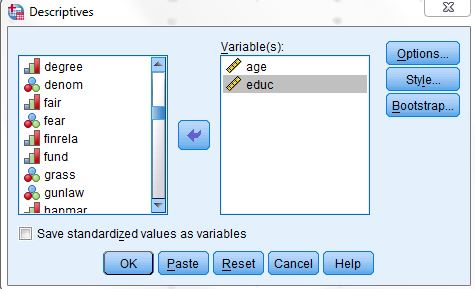 Descriptives
Variable(s):
degree
denom
fair
fear
finrela
fund
grass
gunlaw
age
educ
Options...
Style...
Bootstrap...
Save standardized values as variables
OK
Paste
Reset
Cancel
Help